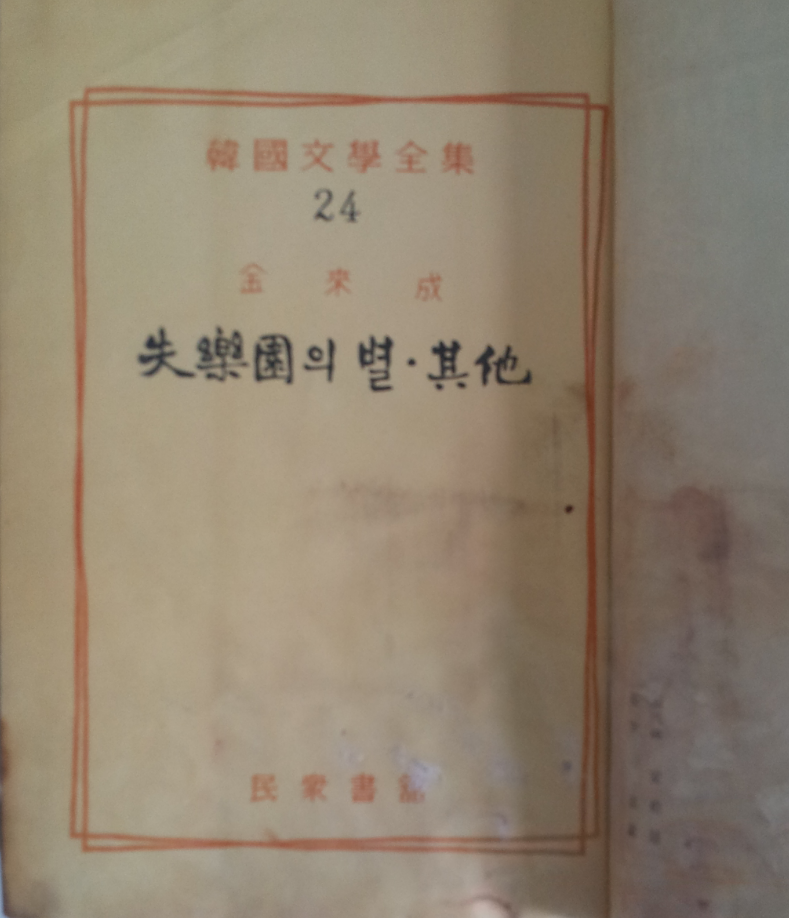 韓國文學全集
24
金來成
失樂園의 별·其他
民衆書館